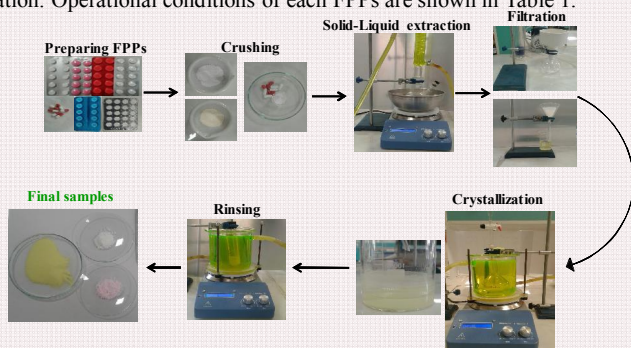 ation. Operational conditions of each FPPs are shown in Table 1.
Preparing FPPs
Crushing
Solid-Liquid extraction
Filtration
Crystallization
Rinsing
Final samples